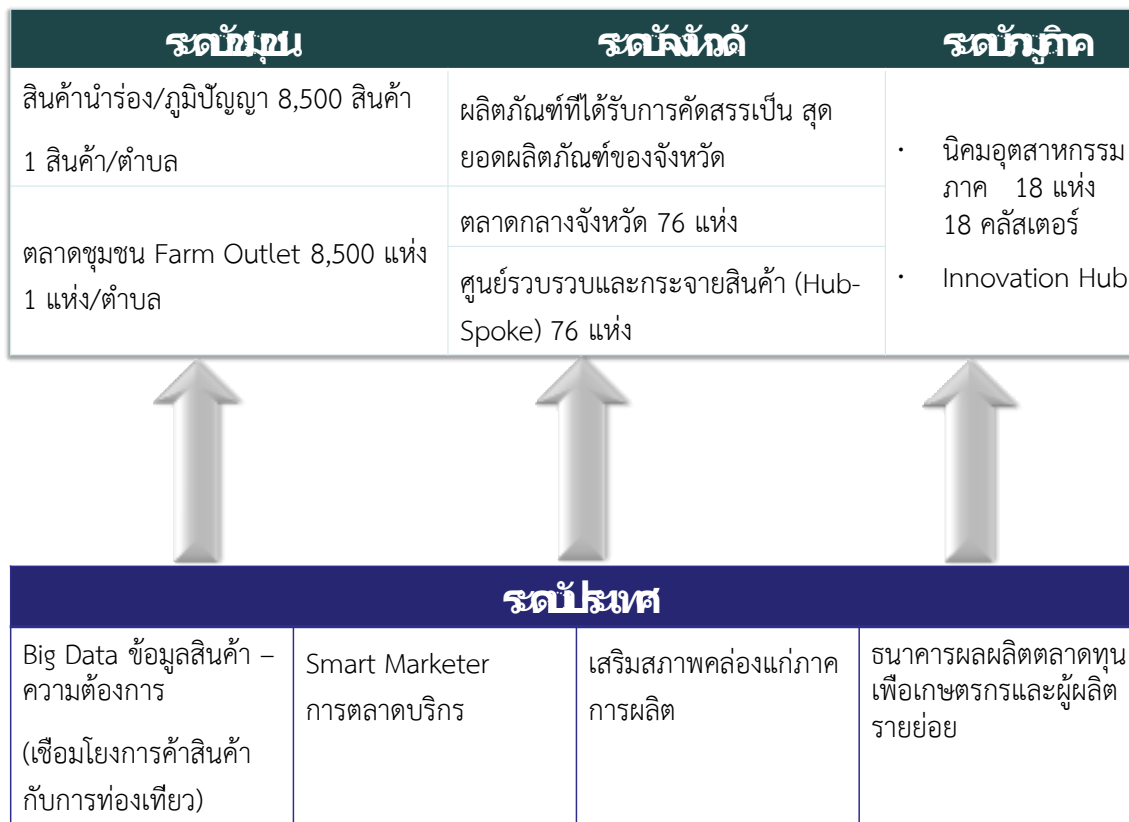 ระดับชุมชน
ระดับจังหวัด
ระดับภูมิภาค
สินค้านำร่อง/ภูมิปัญญา 8,500 สินค้า
1 สินค้า/ตำบล
ตลาดชุมชน Farm Outlet 8,500 แห่ง
1 แห่ง/ตำบล
ผลิตภัณฑ์ทีได้รับการคัดสรรเป็น สุด
ยอดผลิตภัณฑ์ของจังหวัด
ตลาดกลางจังหวัด 76 แห่ง
ศูนย์รวบรวบและกระจายสินค้า (Hub-
Spoke) 76 แห่ง
· นิคมอุตสาหกรรม
ภาค 18 แห่ง
18 คลัสเตอร์
· Innovation Hub
ระดับประเทศ
Big Data ข้อมูลสินค้า –
ความต้องการ
(เชือมโยงการค้าสินค้า
กับการท่องเทียว)
Smart Marketer
การตลาดบริกร
เสริมสภาพคล่องแก่ภาค
การผลิต
ธนาคารผลผลิตตลาดทุน
เพือเกษตรกรและผู้ผลิต
รายย่อย